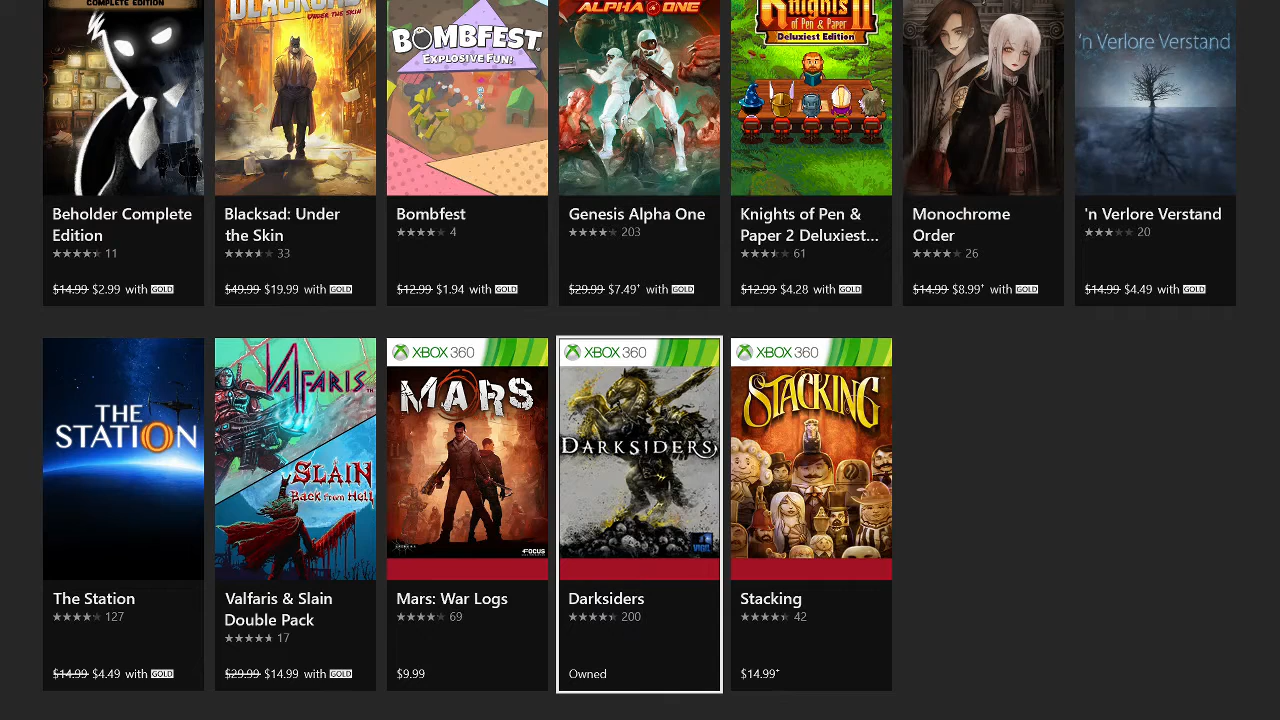 COMPLETE EDITION
BLACKSAD
UNDER THE SKIN
BOMBFEST
EXPLOSIVE FUN!
ALPHA ONE
Knights II
of Pen & Paper
Deluxiest Edition
'n Verlore Verstand
Beholder Complete
Edition
11
Blacksad: Under
the Skin
33
Bombfest
4
Genesis Alpha One
203
Knights of Pen &
Paper 2 Deluxiest...
61
Monochrome
Order
26
'n Verlore Verstand
20
$14.99 $2.99 with GOLD
$49.99 $19.99 with GOLD
$12.99 $1.94 with GOLD
$29.99 $7.49+ with GOLD
$12.99 $4.28 with GOLD
$14.99 $8.99+ with GOLD
$14.99 $4.49 with GOLD
THE
STATION
VALFARIS
SLAIN
Back from Hell
XBOX 360
MARS
FOCUS
XBOX 360
DARKSIDERS
VIGIL
XBOX 360
STACKING
The Station
127
Valfaris & Slain
Double Pack
17
Mars: War Logs
69
Darksiders
200
Stacking
42
$14.99 $4.49 with GOLD
$29.99 $14.99 with GOLD
$9.99
Owned
$14.99+